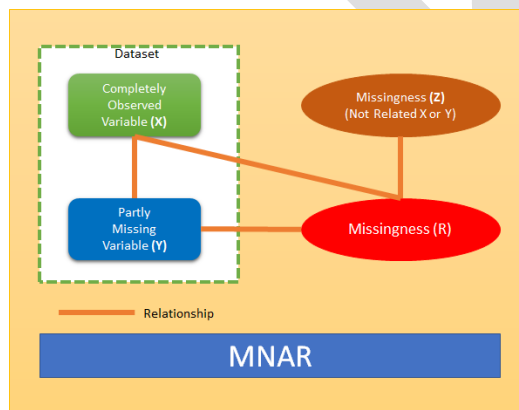 Dataset
Completely
Observed
Variable (X)
Missingness (Z)
(Not Related X or Y)
Partly
Missing
Variable (Y)
Missingness (R)
Relationship
MNAR